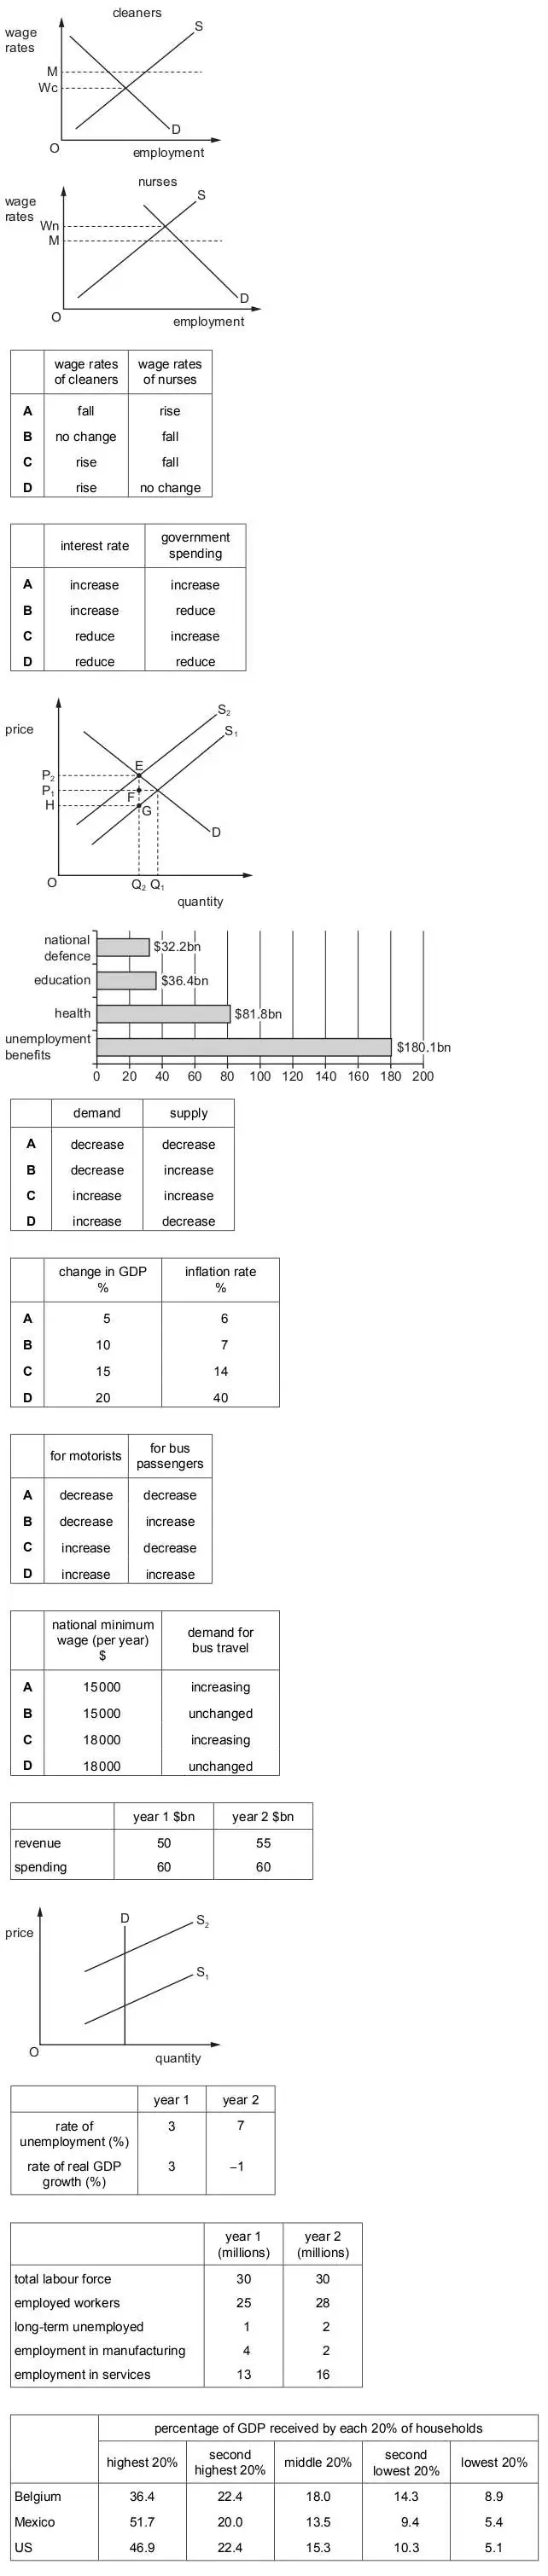 cleaners
wage
rates
S
M
Wc
D
O
employment
nurses
wage
rates
S
Wn
M
D
O
employment
wage rates of cleaners wage rates of nurses
A fall rise
B no change fall
C rise fall
D rise no change
interest rate government spending
A increase increase
B increase reduce
C reduce increase
D reduce reduce
price
S2
S1
E
P2
P1
F
H
G
D
O
Q2 Q1
quantity
national defence $32.2bn
education $36.4bn
health $81.8bn
unemployment benefits $180.1bn
0 20 40 60 80 100 120 140 160 180 200
demand supply
A decrease decrease
B decrease increase
C increase increase
D increase decrease
change in GDP % inflation rate %
A 5 6
B 10 7
C 15 14
D 20 40
for motorists for bus passengers
A decrease decrease
B decrease increase
C increase decrease
D increase increase
national minimum wage (per year) $ demand for bus travel
A 15000 increasing
B 15000 unchanged
C 18000 increasing
D 18000 unchanged
year 1 $bn year 2 $bn
revenue 50 55
spending 60 60
price
D
S2
S1
O
quantity
year 1 year 2
rate of unemployment (%) 3 7
rate of real GDP growth (%) 3 –1
year 1 (millions) year 2 (millions)
total labour force 30 30
employed workers 25 28
long-term unemployed 1 2
employment in manufacturing 4 2
employment in services 13 16
percentage of GDP received by each 20% of households
highest 20% second highest 20% middle 20% second lowest 20% lowest 20%
Belgium 36.4 22.4 18.0 14.3 8.9
Mexico 51.7 20.0 13.5 9.4 5.4
US 46.9 22.4 15.3 10.3 5.1